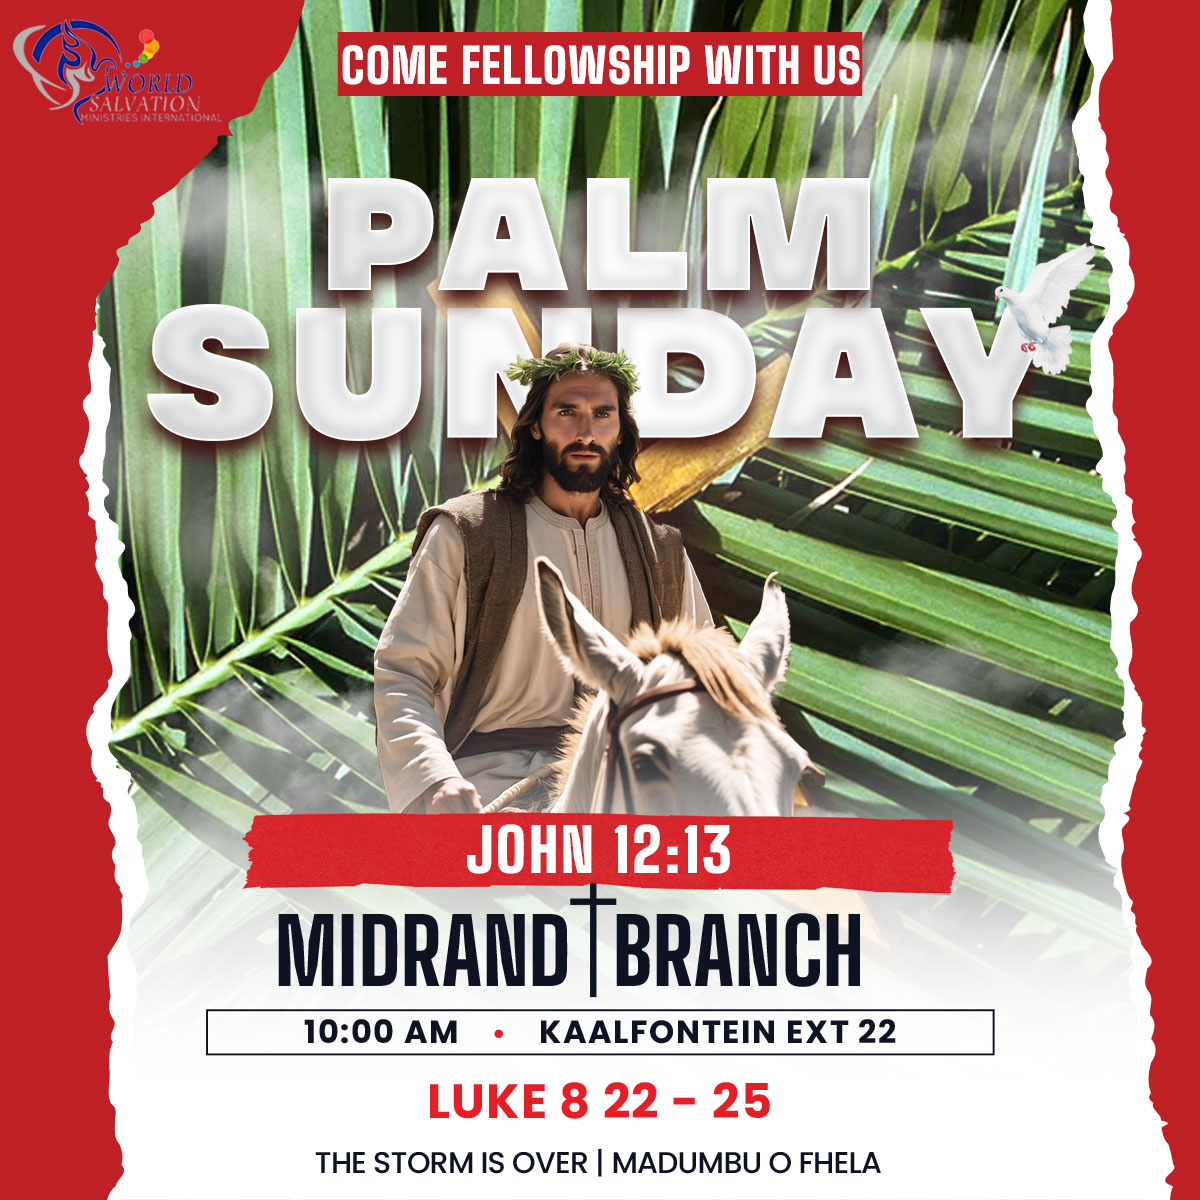 WORLD
SALVATION
MINISTRIES INTERNATIONAL
COME FELLOWSHIP WITH US
PALM
SUNDAY
JOHN 12:13
MIDRAND BRANCH
10:00 AM • KAALFONTEIN EXT 22
LUKE 8 22 - 25
THE STORM IS OVER | MADUMBU O FHELA